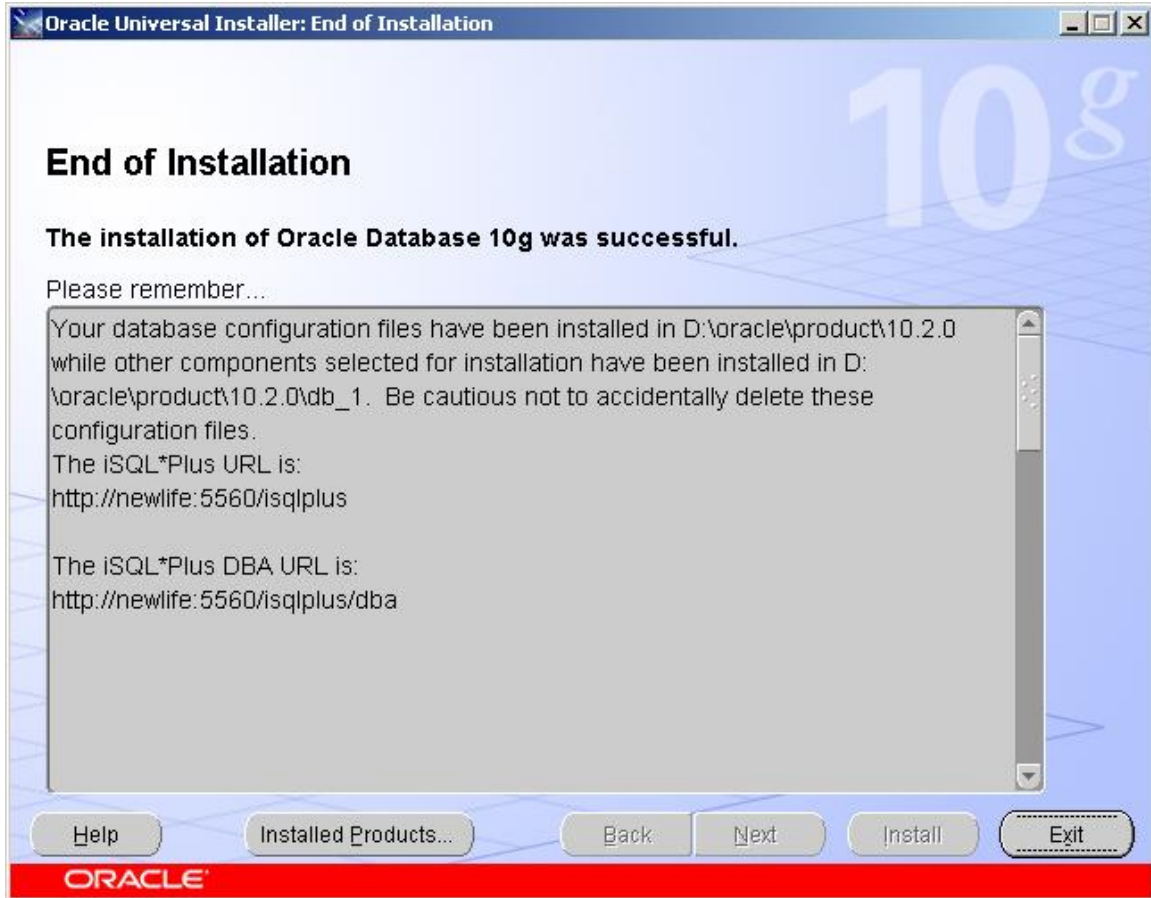 Oracle Universal Installer: End of Installation
10g
End of Installation
The installation of Oracle Database 10g was successful.
Please remember...
Your database configuration files have been installed in D:\oracle\product\10.2.0
while other components selected for installation have been installed in D:
\oracle\product\10.2.0\db_1.  Be cautious not to accidentally delete these
configuration files.
The iSQL*Plus URL is:
http://newlife:5560/isqlplus
The iSQL*Plus DBA URL is:
http://newlife:5560/isqlplus/dba
Help Installed Products... Back Next Install Exit
ORACLE